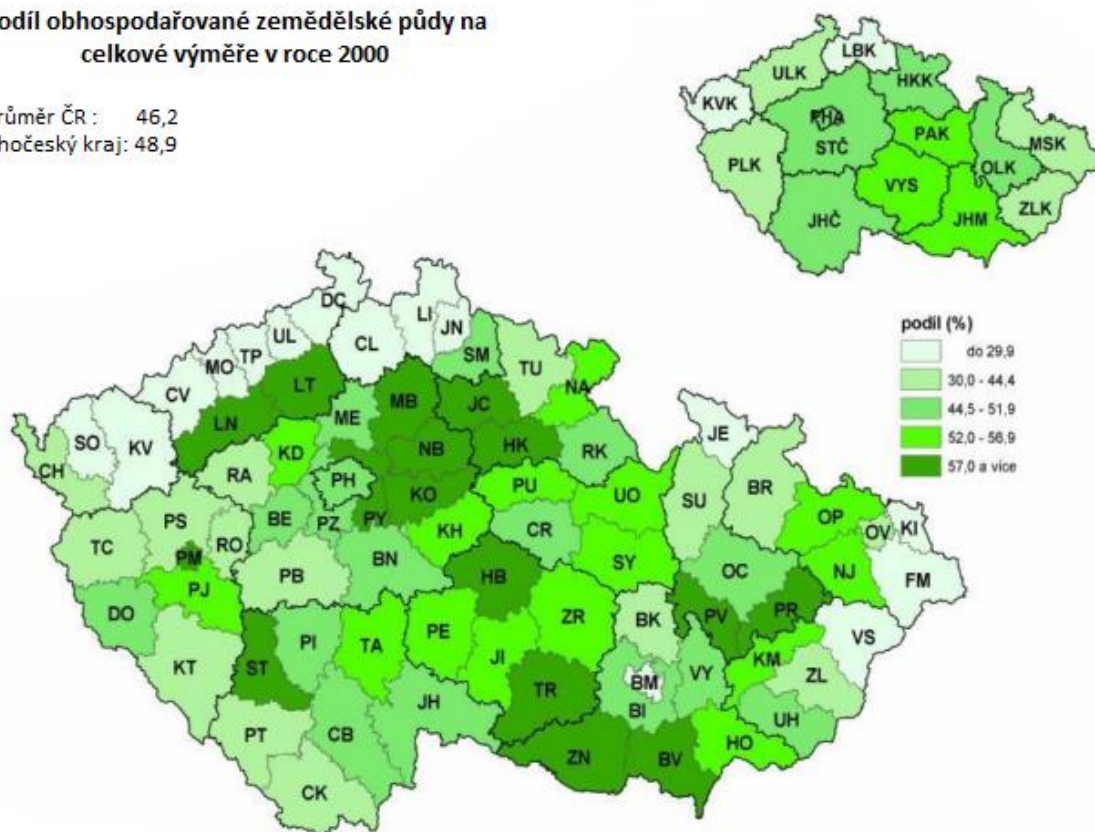 odíl obhospodařované zemědělské půdy na
celkové výměře v roce 2000
růměr ČR : 46,2
hočeský kraj: 48,9
LBK
ULK
HKK
KVK
PHA
PAK
STČ
MSK
PLK
OLK
VYS
ZLK
JHČ
JHM
podíl (%)
do 29,9
30,0 - 44,4
44,5 - 51,9
52,0 - 56,9
57,0 a více
DC
LI
JN
UL
CL
TP
SM
MO
TU
CV
LT
NA
MB
JC
LN
ME
SO
KV
JE
KD
NB
HK
RK
CH
RA
PH
KO
PU
UO
SU
BR
PS
BE
PZ
PY
OP
KI
OV
TC
RO
KH
CR
PM
BN
SY
OC
NJ
FM
PJ
PB
HB
DO
PI
TA
PE
ZR
BK
PV
PR
VS
KT
ST
JI
KM
ZL
TR
BM
VY
JH
BI
UH
PT
CB
HO
ZN
BV
CK